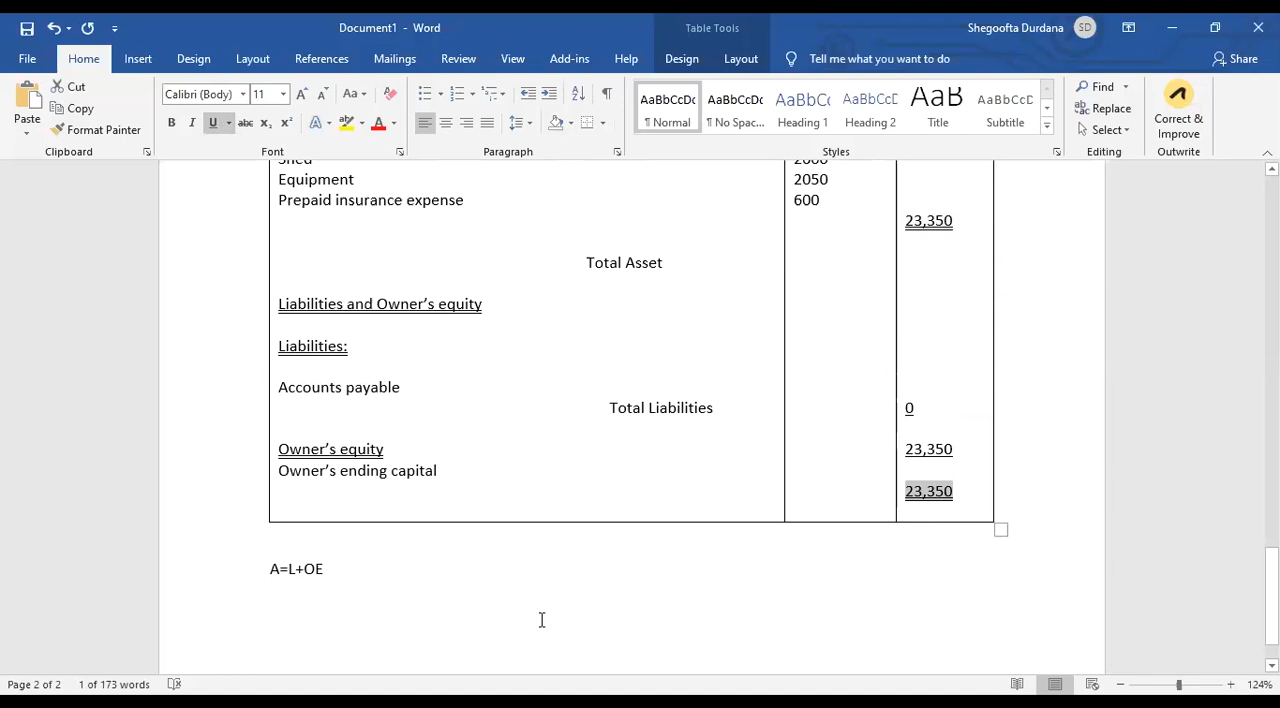 Document1 - Word
Table Tools
Shegoofta Durdana
SD
File
Home
Insert
Design
Layout
References
Mailings
Review
View
Add-ins
Help
Design
Layout
Tell me what you want to do
Share
Paste
Cut
Copy
Format Painter
Clipboard
Calibri (Body)
11
Font
Paragraph
AaBbCcDc
¶ Normal
AaBbCcDc
¶ No Spac...
AaBbCc
Heading 1
AaBbCcD
Heading 2
AaB
Title
AaBbCcD
Subtitle
Styles
Find
Replace
Select
Editing
Correct &
Improve
Outwrite
Shed 2000
Equipment 2050
Prepaid insurance expense 600
23,350
Total Asset
Liabilities and Owner's equity
Liabilities:
Accounts payable
Total Liabilities 0
Owner's equity 23,350
Owner's ending capital
23,350
A=L+OE
Page 2 of 2
1 of 173 words
124%